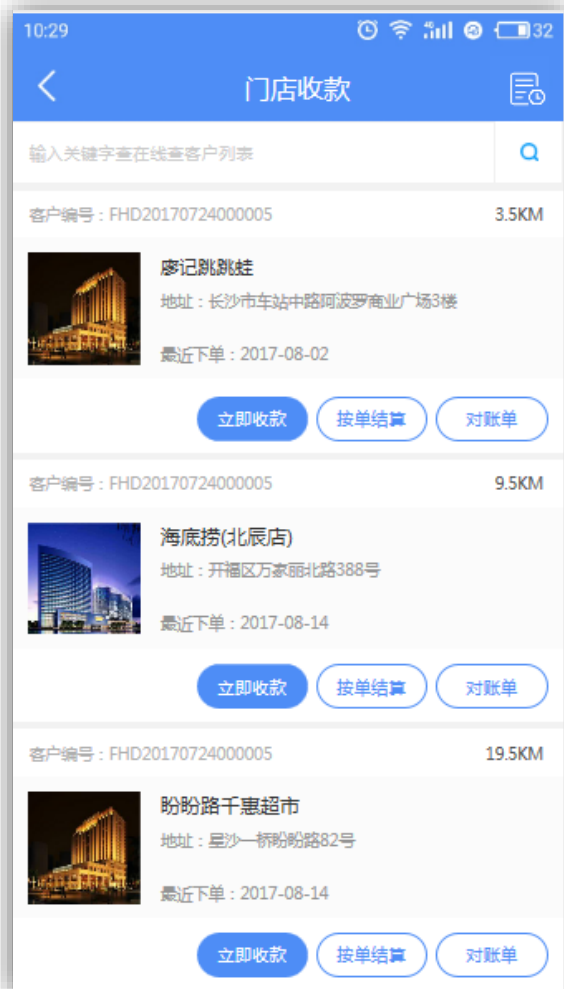 10:29
32
门店收款
输入关键字查在线查客户列表
客户编号：FHD20170724000005
3.5KM
廖记跳跳蛙
地址：长沙市车站中路阿波罗商业广场3楼
最近下单：2017-08-02
立即收款
按单结算
对账单
客户编号：FHD20170724000005
9.5KM
海底捞(北辰店)
地址：开福区万家丽北路388号
最近下单：2017-08-14
立即收款
按单结算
对账单
客户编号：FHD20170724000005
19.5KM
盼盼路千惠超市
地址：星沙一桥盼盼路82号
最近下单：2017-08-14
立即收款
按单结算
对账单